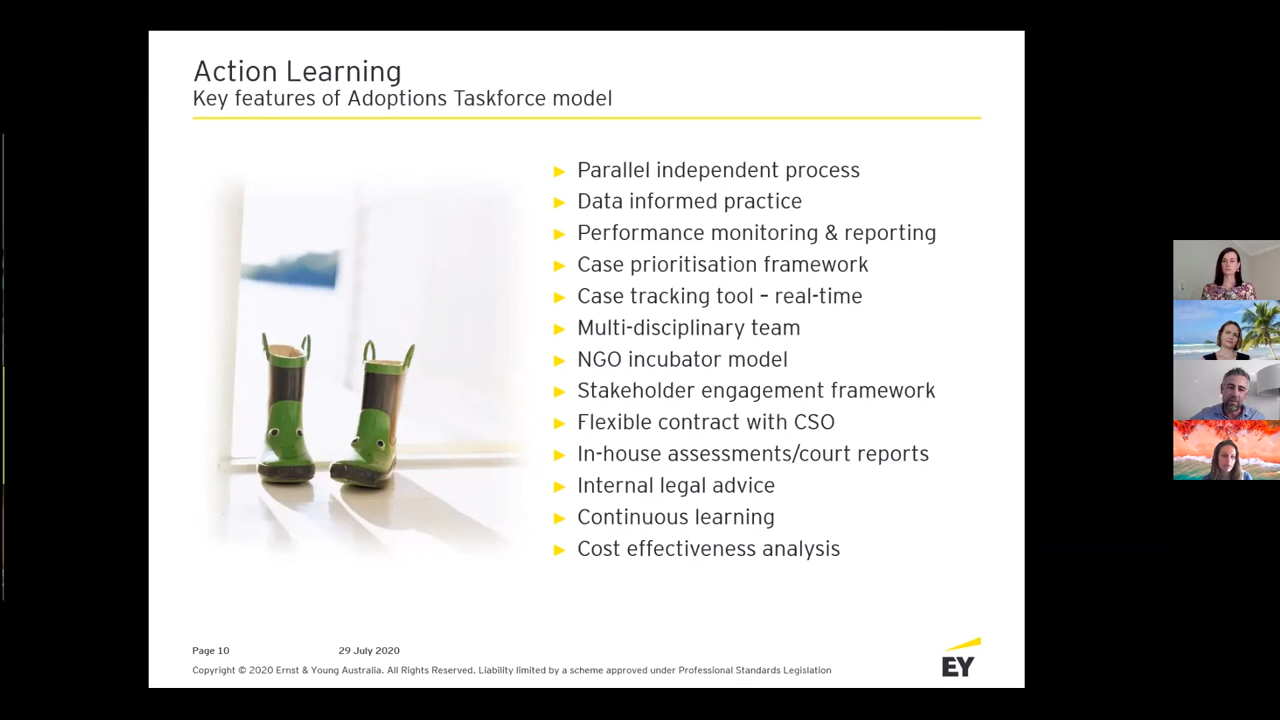 Action Learning
Key features of Adoptions Taskforce model
► Parallel independent process
► Data informed practice
► Performance monitoring & reporting
► Case prioritisation framework
► Case tracking tool – real-time
► Multi-disciplinary team
► NGO incubator model
► Stakeholder engagement framework
► Flexible contract with CSO
► In-house assessments/court reports
► Internal legal advice
► Continuous learning
► Cost effectiveness analysis
Page 10
29 July 2020
Copyright © 2020 Ernst & Young Australia. All Rights Reserved. Liability limited by a scheme approved under Professional Standards Legislation
EY